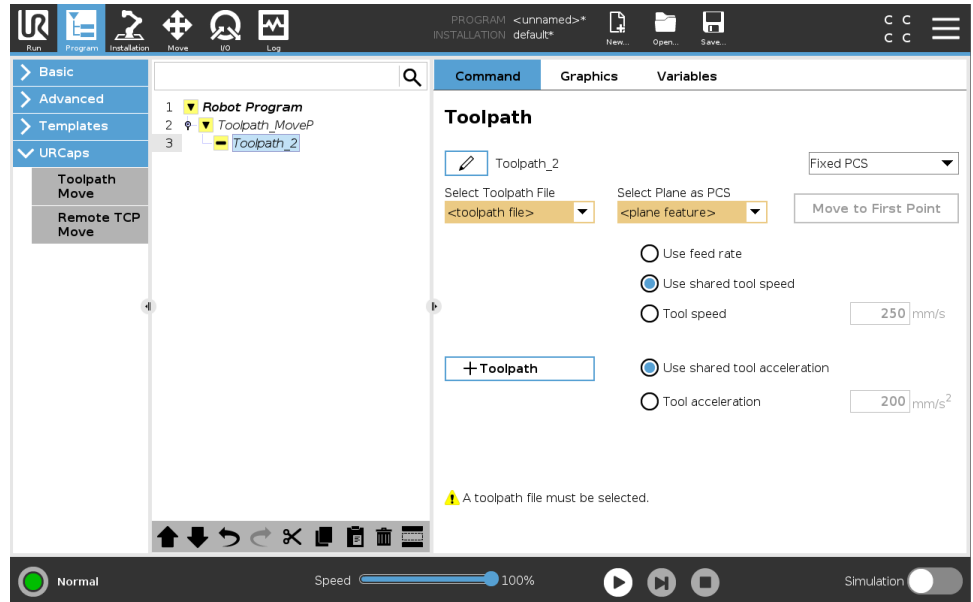 PROGRAM <unnamed>*
INSTALLATION default*
C C
C C
Run Program Installation Move I/O Log New... Open... Save...
Basic
Advanced
Templates
URCaps
Toolpath
Move
Remote TCP
Move
1 Robot Program
2 Toolpath_MoveP
3 Toolpath_2
Command Graphics Variables
Toolpath
Toolpath_2 Fixed PCS
Select Toolpath File Select Plane as PCS
<toolpath file> <plane feature> Move to First Point
Use feed rate
Use shared tool speed
Tool speed 250 mm/s
+Toolpath Use shared tool acceleration
Tool acceleration 200 mm/s²
A toolpath file must be selected.
Normal Speed 100% Simulation